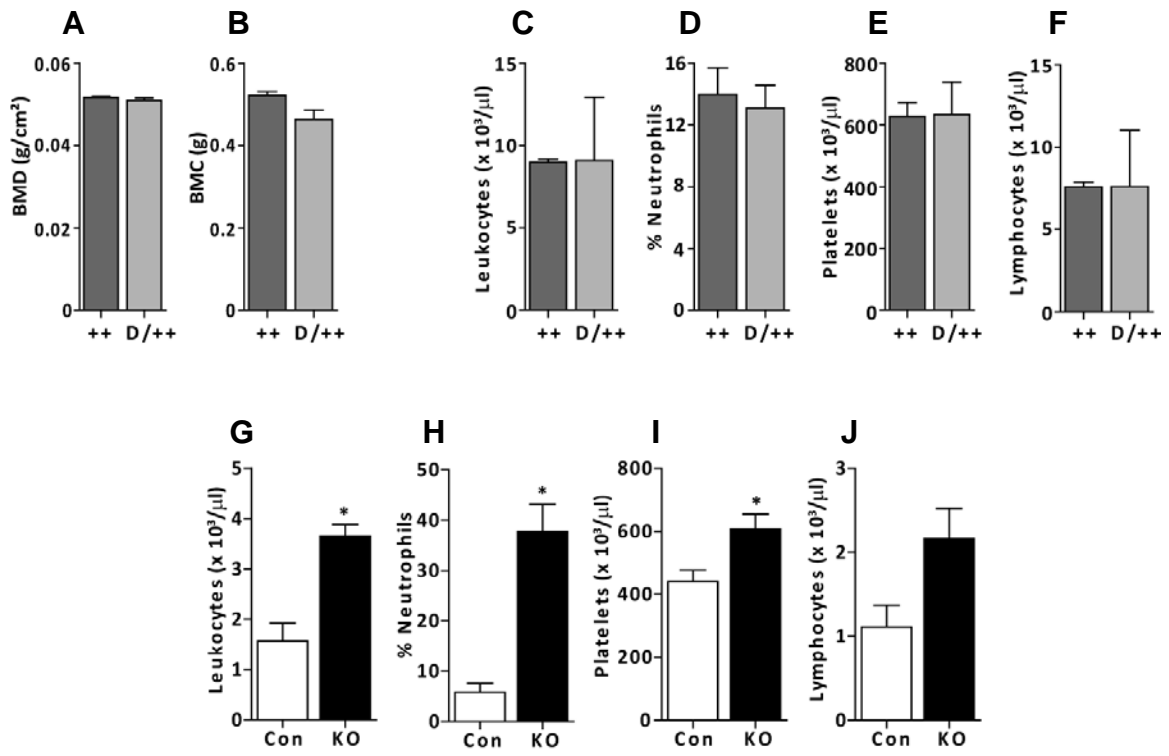 A
B
C
D
E
F
BMD (g/cm²)
0.06
0.04
0.02
0
++ D/++
BMC (g)
0.6
0.4
0.2
0
++ D/++
Leukocytes (x 10³/µl)
15
10
5
0
++ D/++
% Neutrophils
16
12
8
4
0
++ D/++
Platelets (x 10³/µl)
800
600
400
200
0
++ D/++
Lymphocytes (x 10³/µl)
15
10
5
0
++ D/++
G
H
I
J
Leukocytes (x 10³/µl)
5
4
3
2
1
0
*
Con KO
% Neutrophils
50
40
30
20
10
0
*
Con KO
Platelets (x 10³/µl)
800
600
400
200
0
*
Con KO
Lymphocytes (x 10³/µl)
3
2
1
0
Con KO